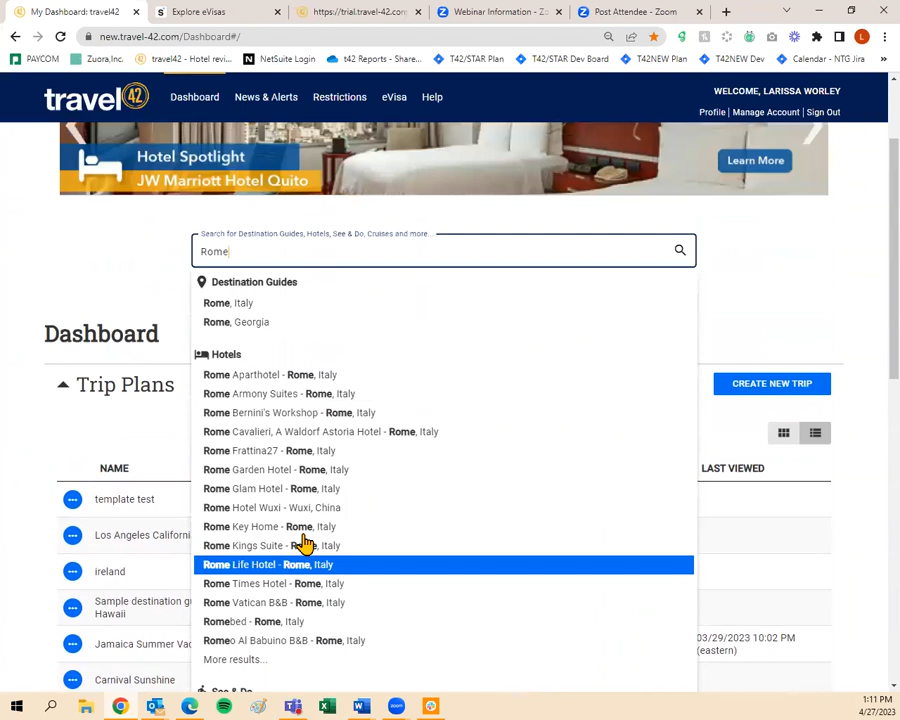 My Dashboard: travel42
Explore eVisas
https://trial.travel-42.com/
Webinar Information - Zo
Post Attendee - Zoom
new.travel-42.com/Dashboard#/
PAYCOM
Zuora,Inc.
travel42 - Hotel revi...
NetSuite Login
t42 Reports - Share...
T42/STAR Plan
T42/STAR Dev Board
T42NEW Plan
T42NEW Dev
Calendar - NTG Jira
travel 42
Dashboard
News & Alerts
Restrictions
eVisa
Help
WELCOME, LARISSA WORLEY
Profile | Manage Account | Sign Out
Hotel Spotlight
JW Marriott Hotel Quito
Learn More
Search for Destination Guides, Hotels, See & Do, Cruises and more...
Rome
Destination Guides
Rome, Italy
Rome, Georgia
Hotels
Rome Aparthotel - Rome, Italy
Rome Armony Suites - Rome, Italy
Rome Bernini's Workshop - Rome, Italy
Rome Cavalieri, A Waldorf Astoria Hotel - Rome, Italy
Rome Frattina27 - Rome, Italy
Rome Garden Hotel - Rome, Italy
Rome Glam Hotel - Rome, Italy
Rome Hotel Wuxi - Wuxi, China
Rome Key Home - Rome, Italy
Rome Kings Suite - Rome, Italy
Rome Life Hotel - Rome, Italy
Rome Times Hotel - Rome, Italy
Rome Vatican B&B - Rome, Italy
Romebed - Rome, Italy
Romeo Al Babuino B&B - Rome, Italy
More results...
See & Do
Dashboard
Trip Plans
CREATE NEW TRIP
NAME
LAST VIEWED
template test
Los Angeles Californi
ireland
Sample destination g
Hawaii
Jamaica Summer Vac
03/29/2023 10:02 PM
(eastern)
Carnival Sunshine
1:11 PM
4/27/2023